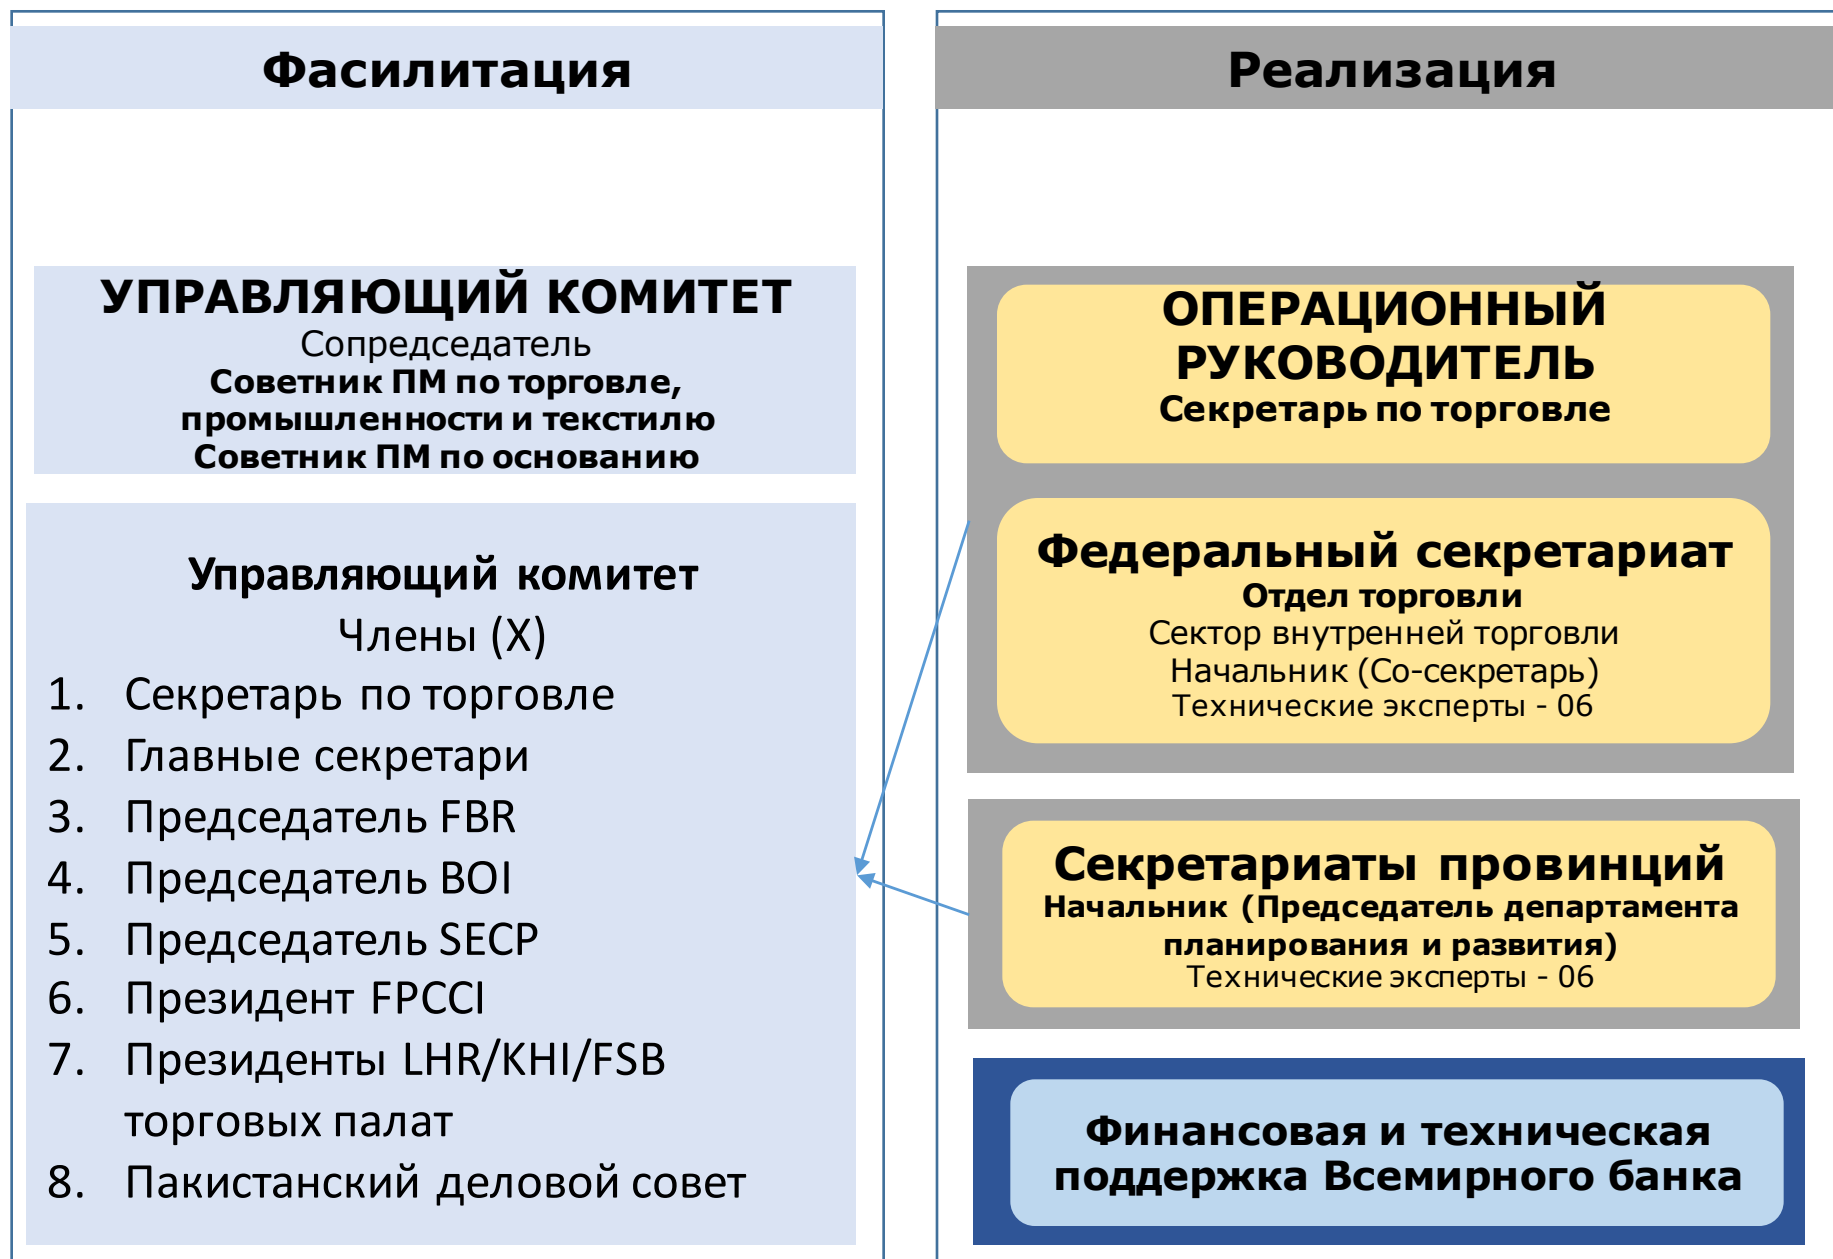 Фасилитация
УПРАВЛЯЮЩИЙ КОМИТЕТ
Сопредседатель
Советник ПМ по торговле,
промышленности и текстилю
Советник ПМ по основанию
Управляющий комитет
Члены (X)
1. Секретарь по торговле
2. Главные секретари
3. Председатель FBR
4. Председатель BOI
5. Председатель SECP
6. Президент FPCCI
7. Президенты LHR/KHI/FSB
торговых палат
8. Пакистанский деловой совет
Реализация
ОПЕРАЦИОННЫЙ
РУКОВОДИТЕЛЬ
Секретарь по торговле
Федеральный секретариат
Отдел торговли
Сектор внутренней торговли
Начальник (Со-секретарь)
Технические эксперты - 06
Секретариаты провинций
Начальник (Председатель департамента
планирования и развития)
Технические эксперты - 06
Финансовая и техническая
поддержка Всемирного банка